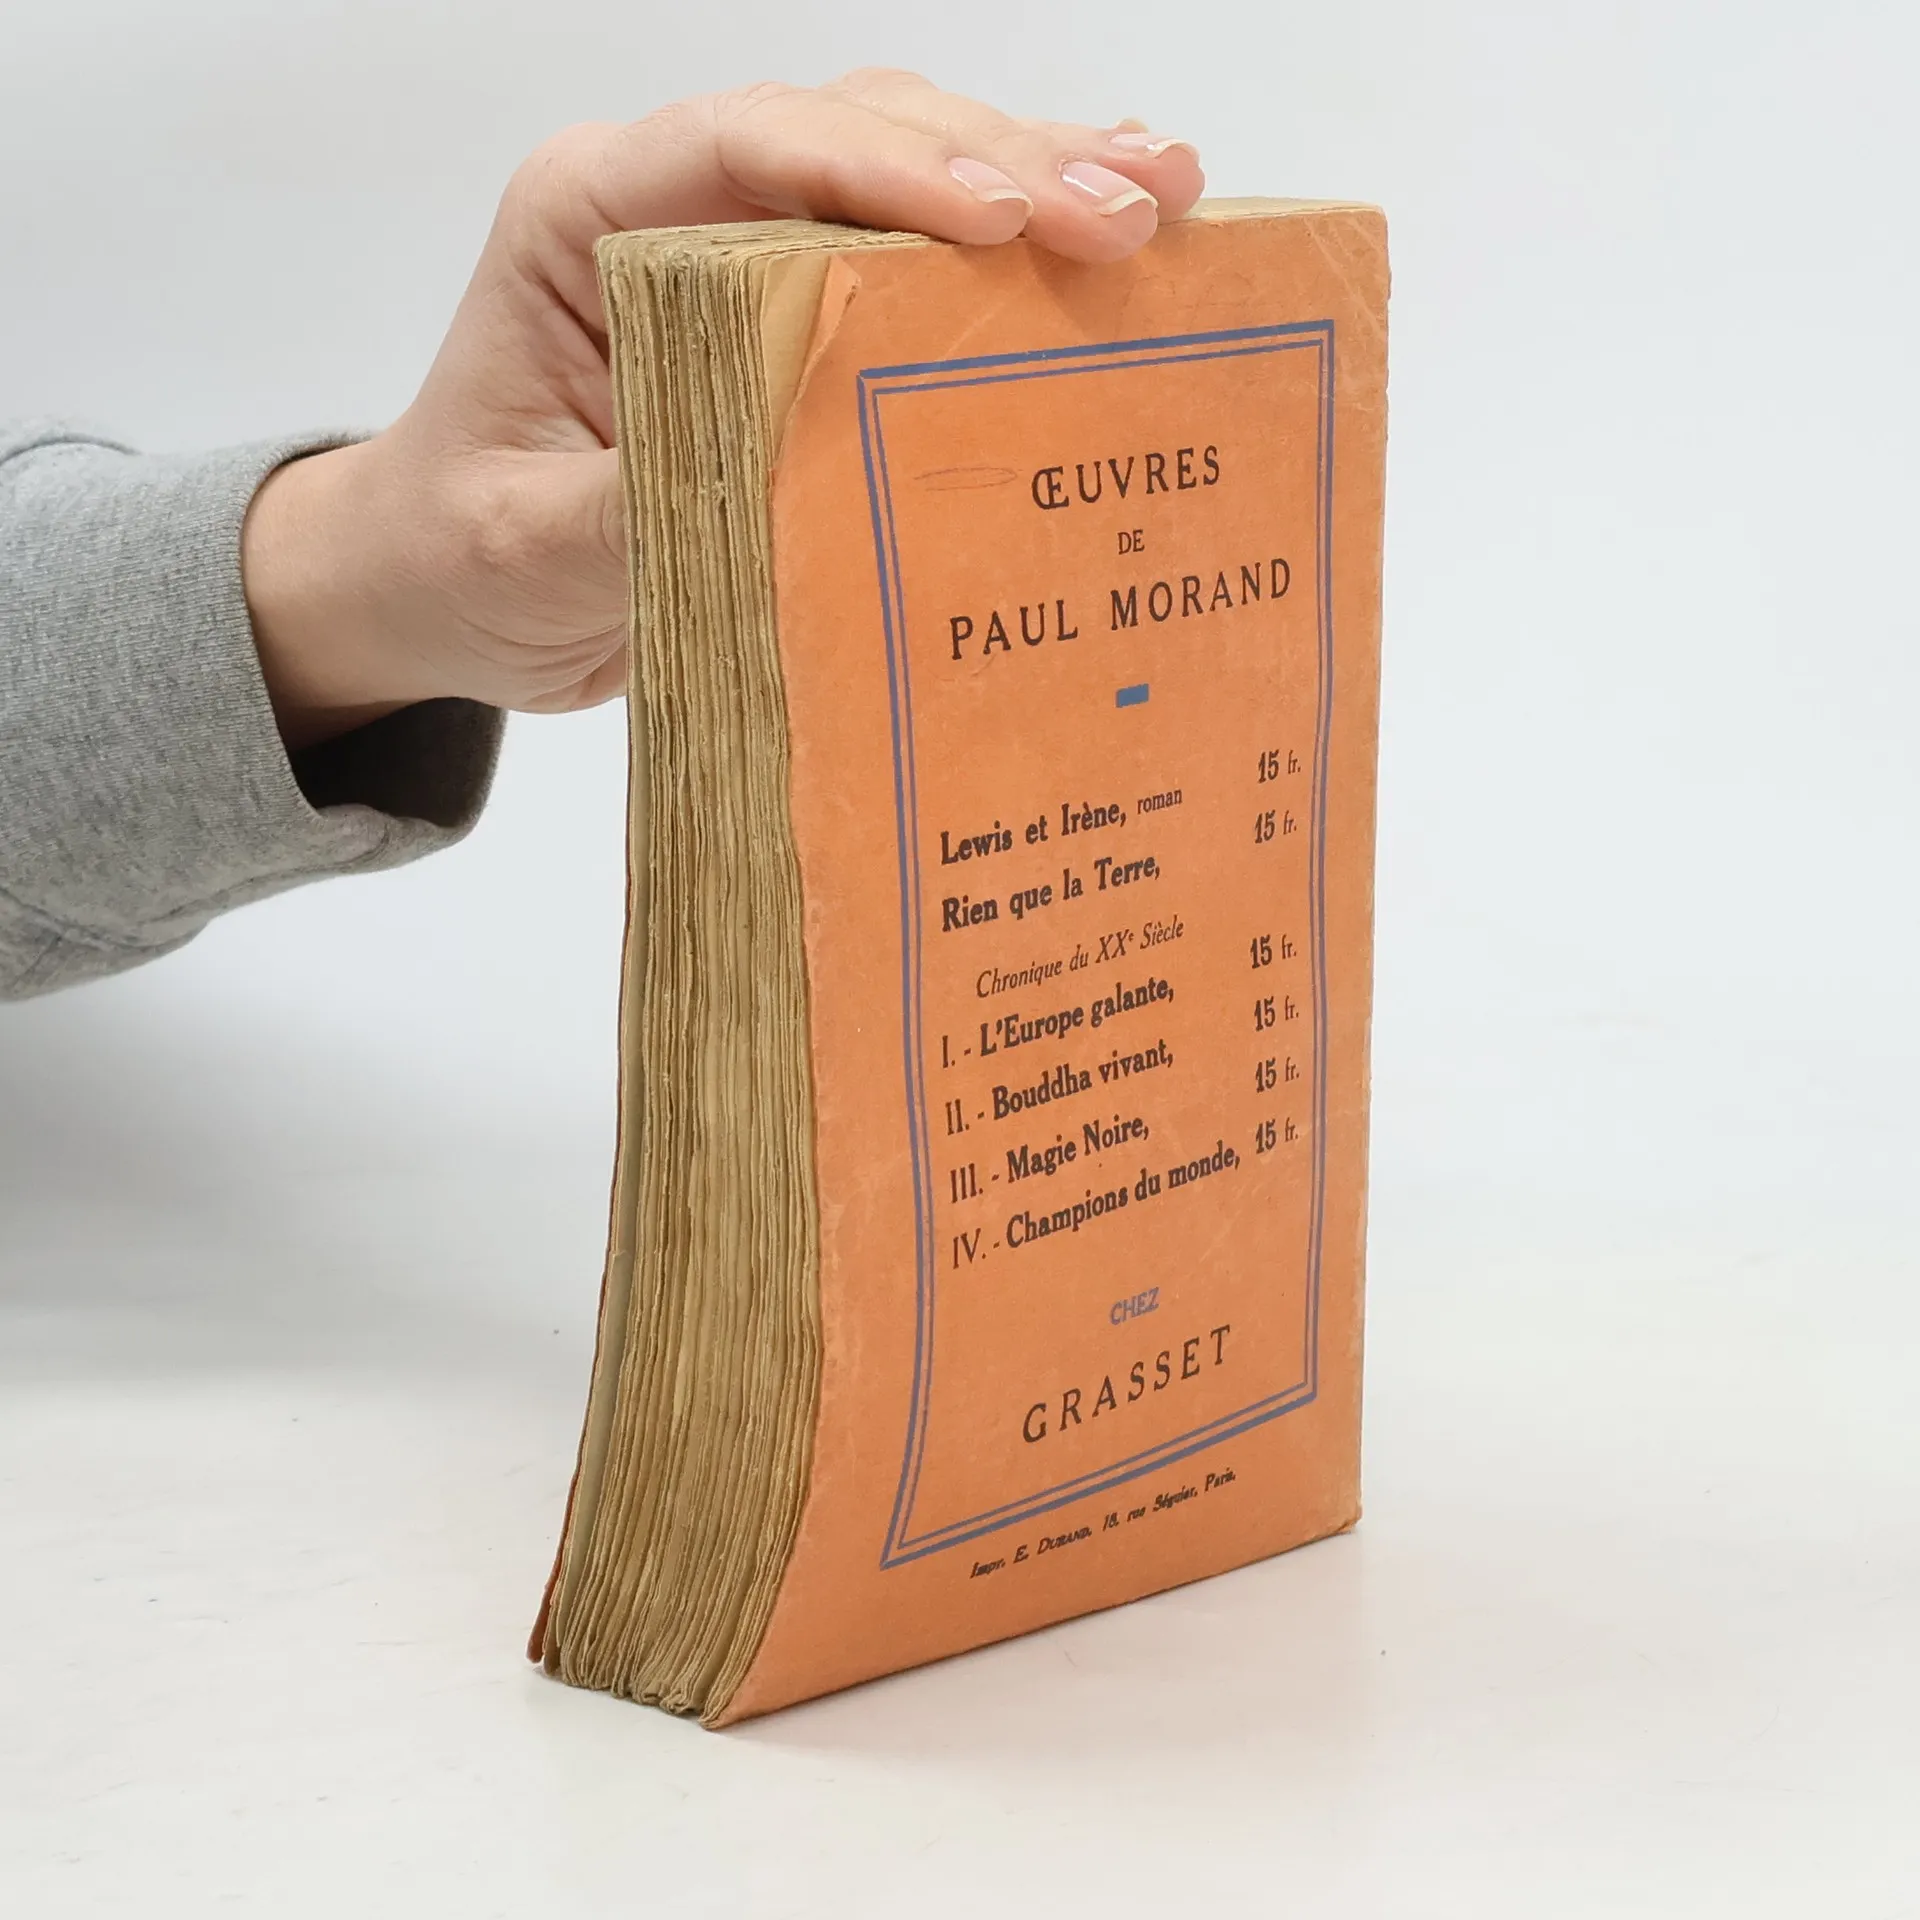 ŒUVRES
DE
PAUL MORAND
Lewis et Irène, roman 15 fr.
Rien que la Terre, 15 fr.
Chronique du XXe Siècle
I. - L'Europe galante, 15 fr.
II. - Bouddha vivant, 15 fr.
III. - Magie Noire, 15 fr.
IV. - Champions du monde, 15 fr.
CHEZ
GRASSET
Impr. E. DURAND, 18, rue Séguier, Paris.